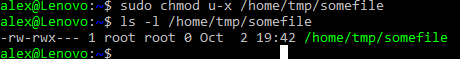 alex@Lenovo:~$ sudo chmod u-x /home/tmp/somefile
alex@Lenovo:~$ ls -l /home/tmp/somefile
-rw-rwx--- 1 root root 0 Oct  2 19:42 /home/tmp/somefile
alex@Lenovo:~$